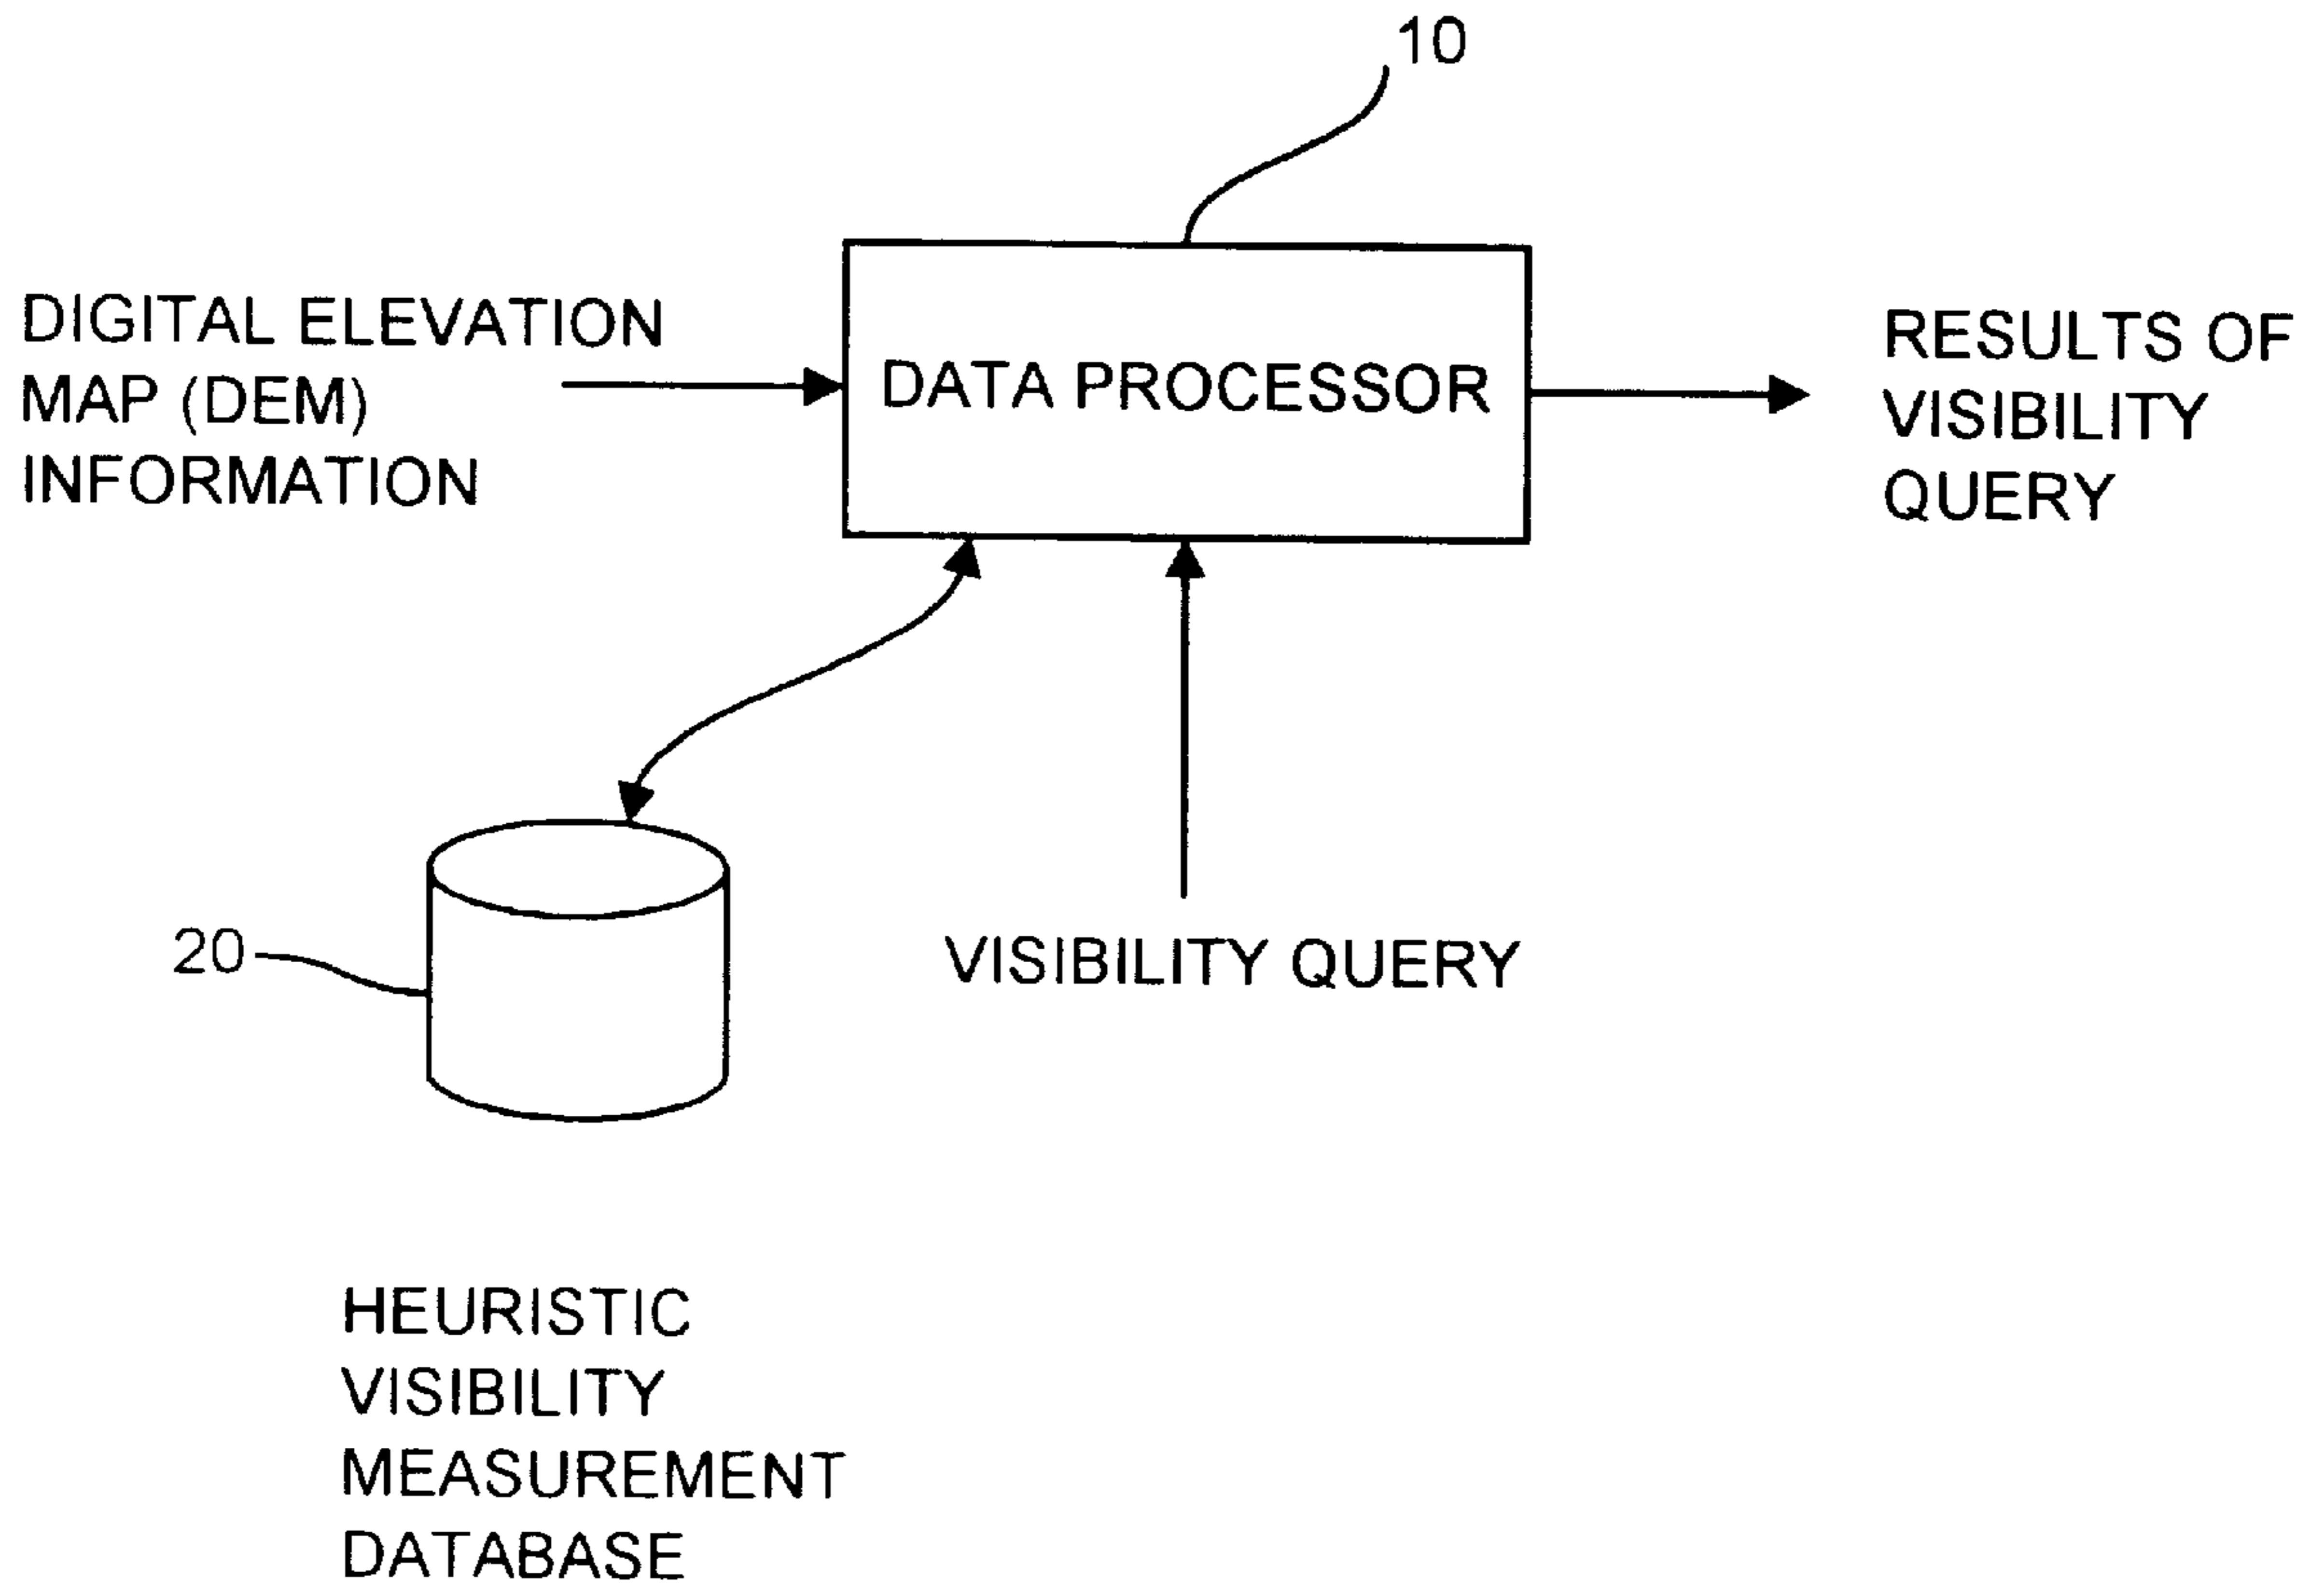 10
DIGITAL ELEVATION
MAP (DEM)
INFORMATION
DATA PROCESSOR
RESULTS OF
VISIBILITY
QUERY
20
VISIBILITY QUERY
HEURISTIC
VISIBILITY
MEASUREMENT
DATABASE